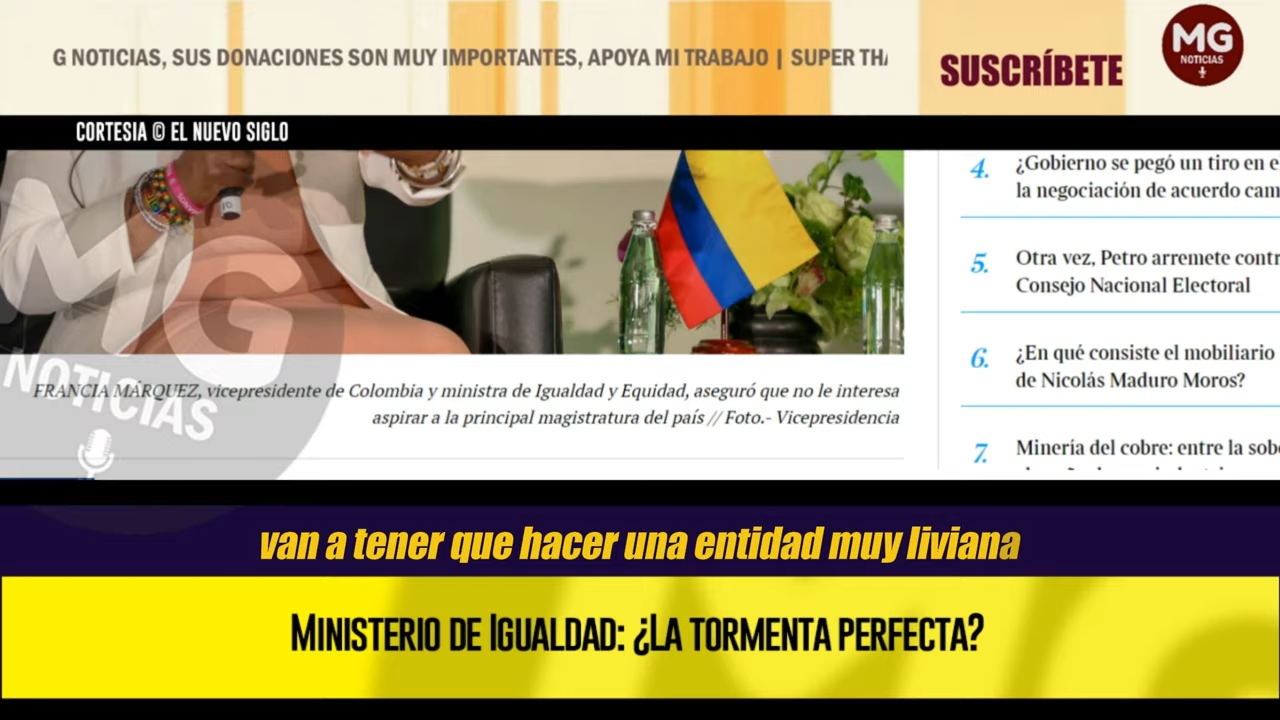 G NOTICIAS, SUS DONACIONES SON MUY IMPORTANTES, APOYA MI TRABAJO | SUPER THA
SUSCRÍBETE
MG
NOTICIAS
CORTESIA © EL NUEVO SIGLO
4. ¿Gobierno se pegó un tiro en e
la negociación de acuerdo cam
5. Otra vez, Petro arremete contr
Consejo Nacional Electoral
6. ¿En qué consiste el mobiliario
de Nicolás Maduro Moros?
7. Minería del cobre: entre la sob
MG
NOTICIAS
FRANCIA MÁRQUEZ, vicepresidente de Colombia y ministra de Igualdad y Equidad, aseguró que no le interesa
aspirar a la principal magistratura del país // Foto.- Vicepresidencia
van a tener que hacer una entidad muy liviana
MINISTERIO DE IGUALDAD: ¿LA TORMENTA PERFECTA?